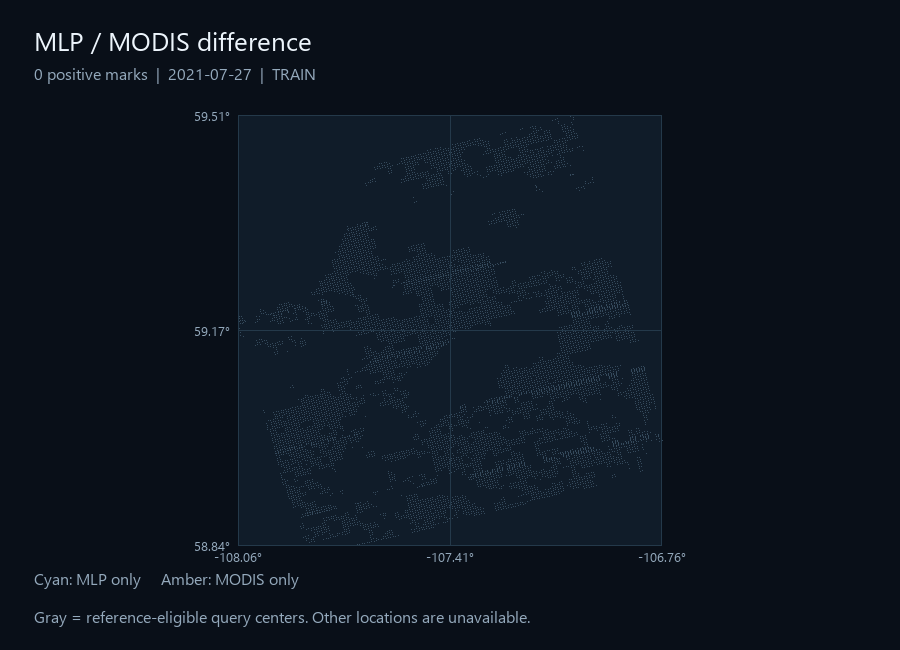 MLP / MODIS difference
0 positive marks | 2021-07-27 | TRAIN
59.51°
59.17°
58.84°
-108.06° -107.41° -106.76°
Cyan: MLP only Amber: MODIS only
Gray = reference-eligible query centers. Other locations are unavailable.